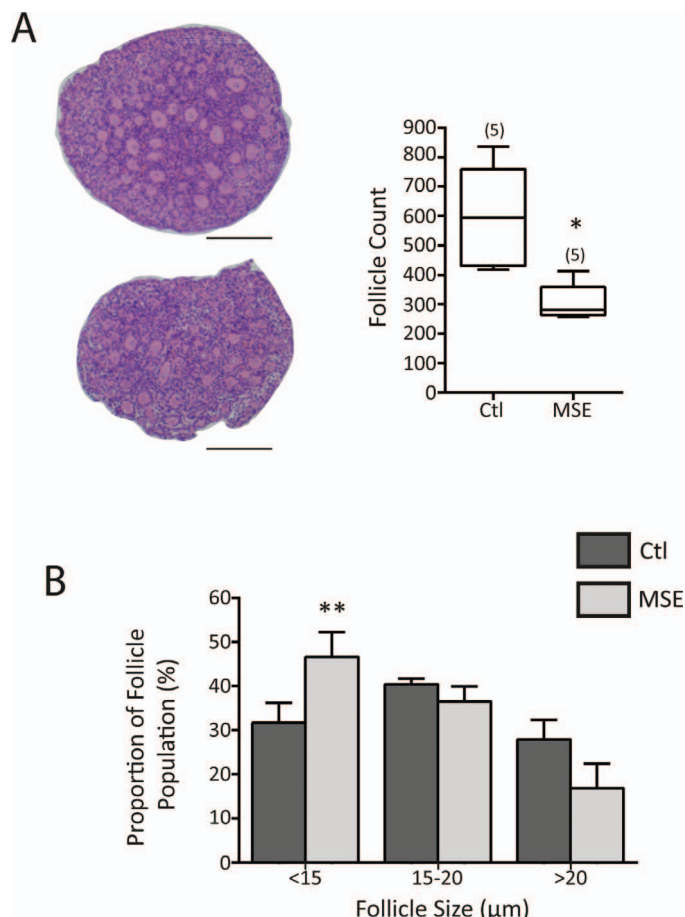 A
Follicle Count
900
800
700
600
500
400
300
200
100
0
(5)
*
(5)
Ctl
MSE
Ctl
MSE
B
Proportion of Follicle
Population (%)
60
50
40
30
20
10
0
**
<15
15-20
>20
Follicle Size (μm)